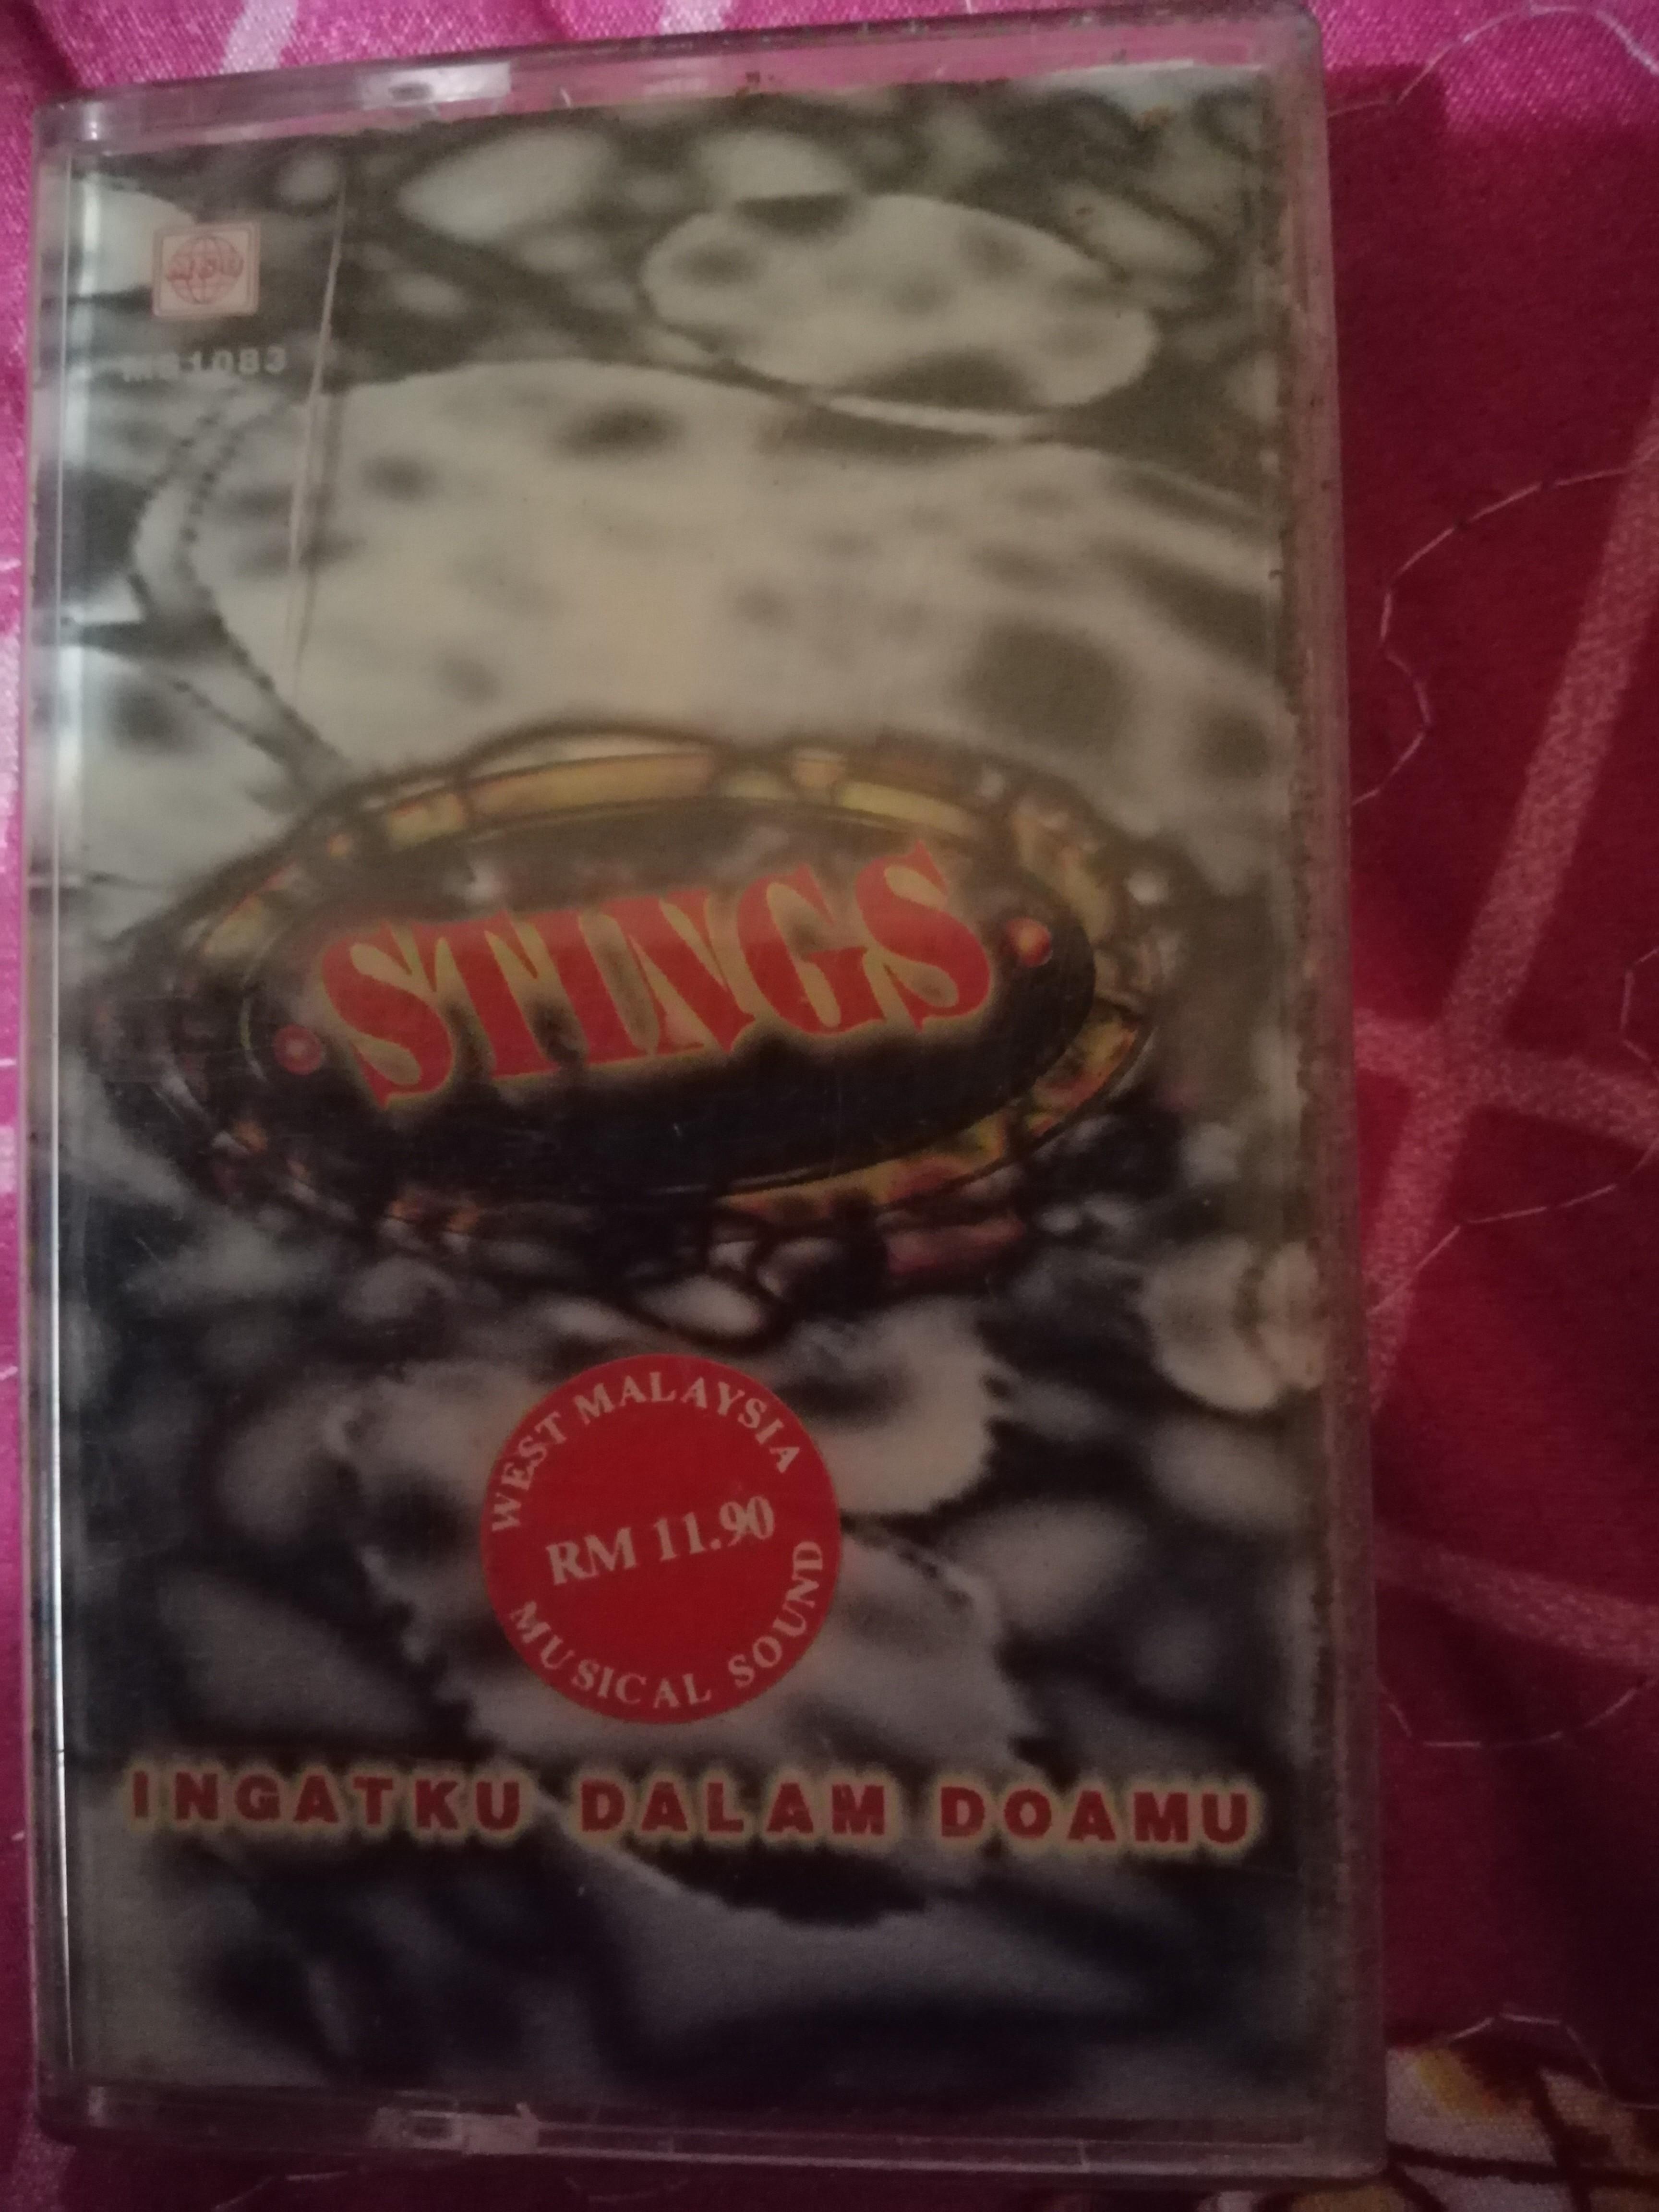 STINGS
WEST MALAYSIA
RM 11.90
MUSICAL SOUND
INGATKU DALAM DOAMU